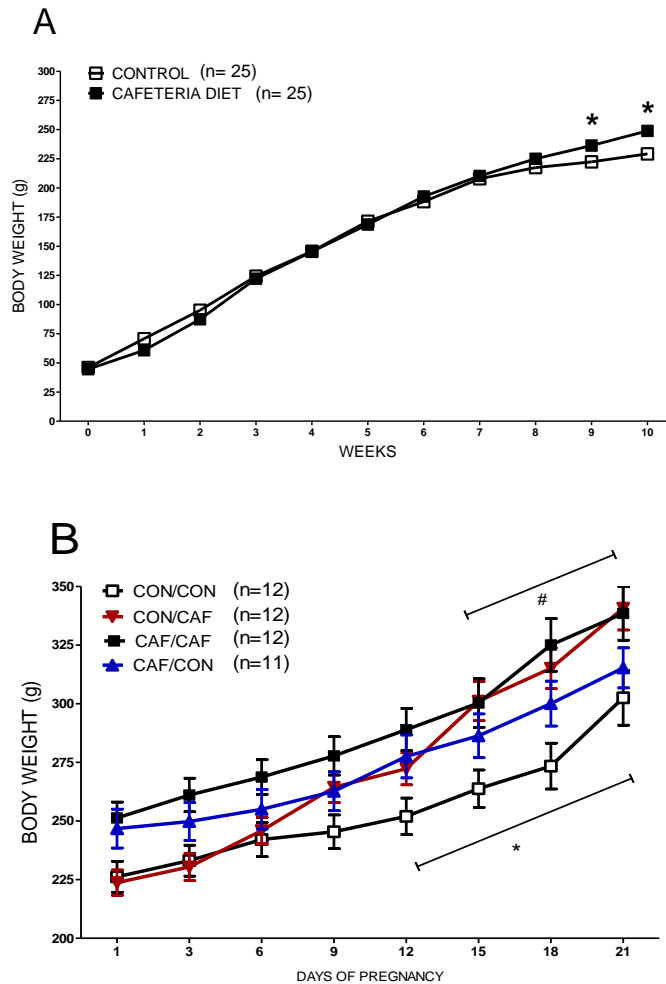 A
CONTROL (n= 25)
CAFETERIA DIET (n= 25)
BODY WEIGHT (g)
300
275
250
225
200
175
150
125
100
75
50
25
0
* *
0 1 2 3 4 5 6 7 8 9 10
WEEKS
B
CON/CON (n=12)
CON/CAF (n=12)
CAF/CAF (n=12)
CAF/CON (n=11)
BODY WEIGHT (g)
350
325
300
275
250
225
200
#
*
1 3 6 9 12 15 18 21
DAYS OF PREGNANCY